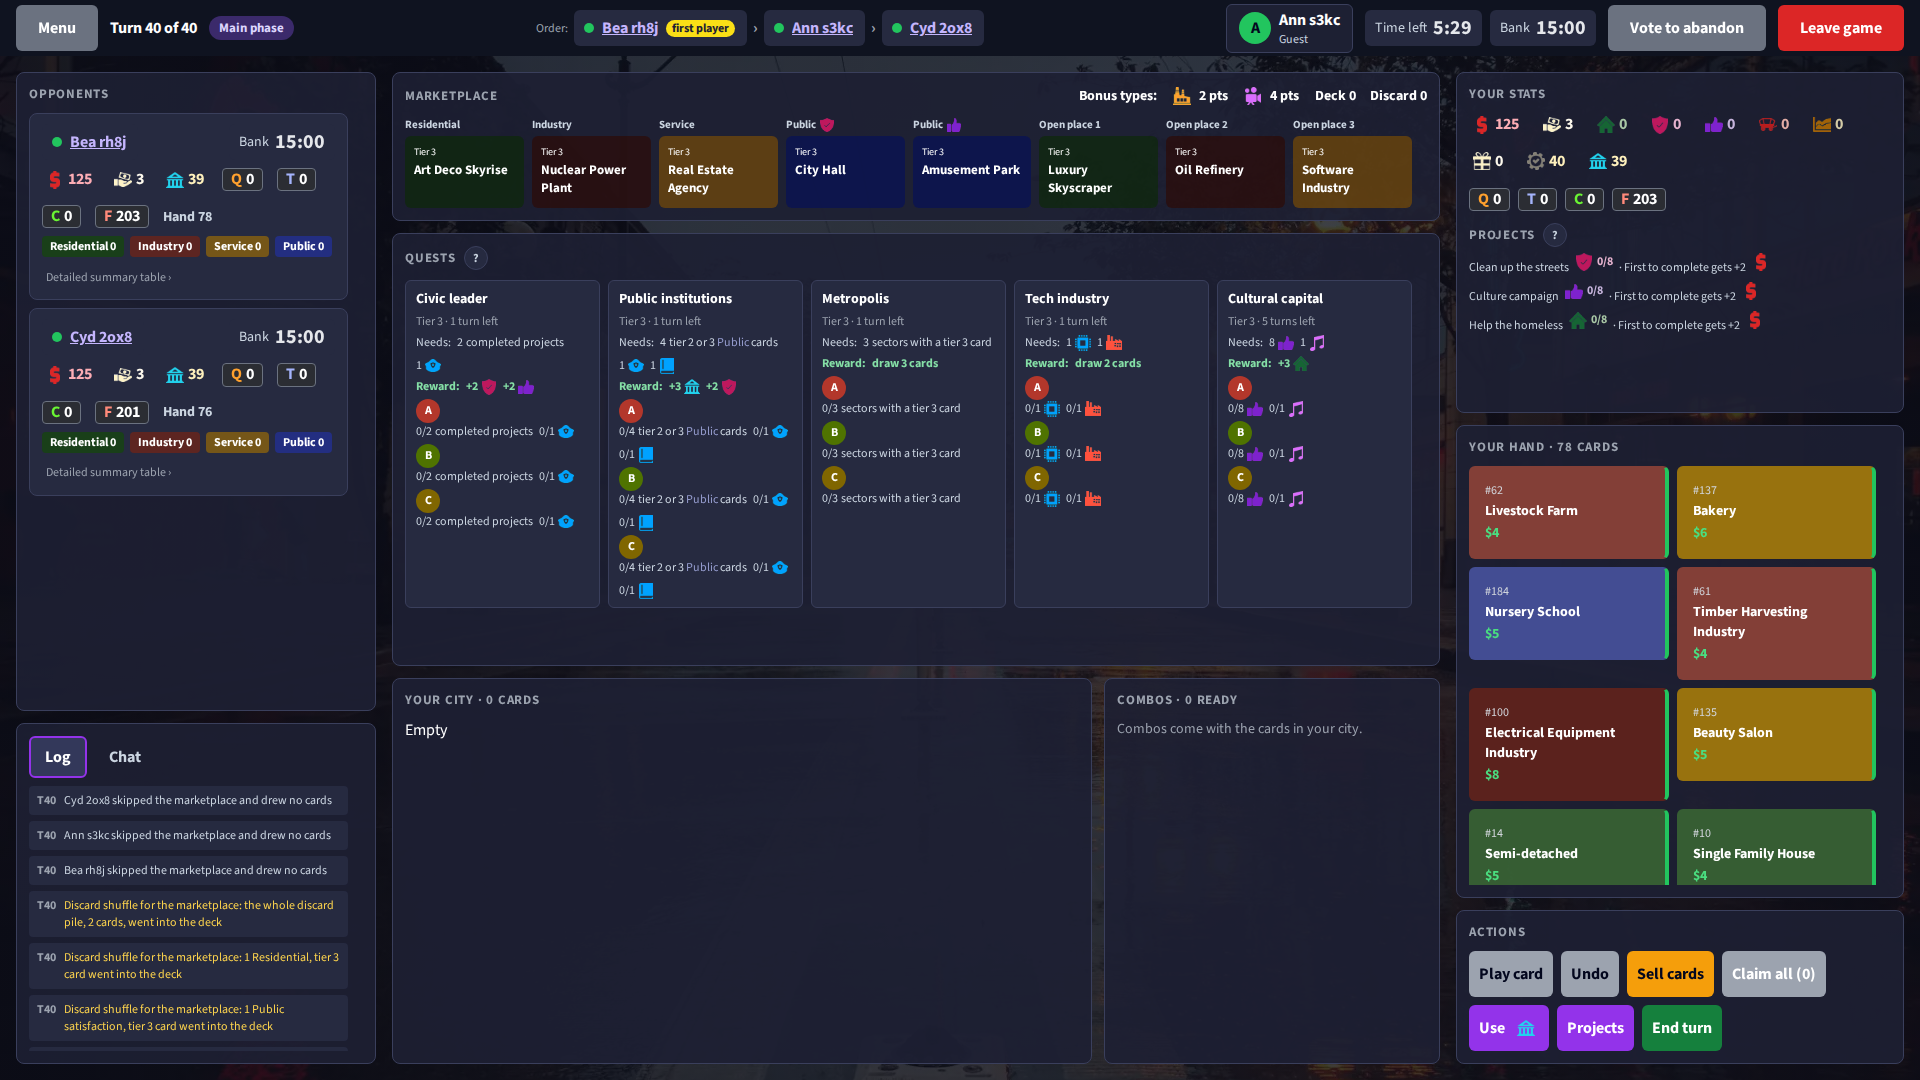 Menu
Turn 40 of 40
Main phase
Order:
Bea rh8j first player › Ann s3kc › Cyd 2ox8
A
Ann s3kc
Guest
Time left 5:29
Bank 15:00
Vote to abandon
Leave game
OPPONENTS
Bea rh8j
Bank 15:00
125 3 39 Q 0 T 0
C 0 F 203 Hand 78
Residential 0 Industry 0 Service 0 Public 0
Detailed summary table ›
Cyd 2ox8
Bank 15:00
125 3 39 Q 0 T 0
C 0 F 201 Hand 76
Residential 0 Industry 0 Service 0 Public 0
Detailed summary table ›
Log
Chat
T40 Cyd 2ox8 skipped the marketplace and drew no cards
T40 Ann s3kc skipped the marketplace and drew no cards
T40 Bea rh8j skipped the marketplace and drew no cards
T40 Discard shuffle for the marketplace: the whole discard
pile, 2 cards, went into the deck
T40 Discard shuffle for the marketplace: 1 Residential, tier 3
card went into the deck
T40 Discard shuffle for the marketplace: 1 Public
satisfaction, tier 3 card went into the deck
MARKETPLACE
Bonus types: 2 pts 4 pts Deck 0 Discard 0
Residential
Tier 3
Art Deco Skyrise
Industry
Tier 3
Nuclear Power
Plant
Service
Tier 3
Real Estate
Agency
Public
Tier 3
City Hall
Public
Tier 3
Amusement Park
Open place 1
Tier 3
Luxury
Skyscraper
Open place 2
Tier 3
Oil Refinery
Open place 3
Tier 3
Software
Industry
QUESTS ?
Civic leader
Tier 3 · 1 turn left
Needs: 2 completed projects
1
Reward: +2 +2
A
0/2 completed projects 0/1
B
0/2 completed projects 0/1
C
0/2 completed projects 0/1
Public institutions
Tier 3 · 1 turn left
Needs: 4 tier 2 or 3 Public cards
1 1
Reward: +3 +2
A
0/4 tier 2 or 3 Public cards 0/1
0/1
B
0/4 tier 2 or 3 Public cards 0/1
0/1
C
0/4 tier 2 or 3 Public cards 0/1
0/1
Metropolis
Tier 3 · 1 turn left
Needs: 3 sectors with a tier 3 card
Reward: draw 3 cards
A
0/3 sectors with a tier 3 card
B
0/3 sectors with a tier 3 card
C
0/3 sectors with a tier 3 card
Tech industry
Tier 3 · 1 turn left
Needs: 1 1
Reward: draw 2 cards
A
0/1 0/1
B
0/1 0/1
C
0/1 0/1
Cultural capital
Tier 3 · 5 turns left
Needs: 8 1
Reward: +3
A
0/8 0/1
B
0/8 0/1
C
0/8 0/1
YOUR CITY · 0 CARDS
Empty
COMBOS · 0 READY
Combos come with the cards in your city.
YOUR STATS
125 3 0 0 0 0 0
0 40 39
Q 0 T 0 C 0 F 203
PROJECTS ?
Clean up the streets 0/8 · First to complete gets +2
Culture campaign 0/8 · First to complete gets +2
Help the homeless 0/8 · First to complete gets +2
YOUR HAND · 78 CARDS
#62
Livestock Farm
$4
#137
Bakery
$6
#184
Nursery School
$5
#61
Timber Harvesting
Industry
$4
#100
Electrical Equipment
Industry
$8
#135
Beauty Salon
$5
#14
Semi-detached
$5
#10
Single Family House
$4
ACTIONS
Play card
Undo
Sell cards
Claim all (0)
Use
Projects
End turn